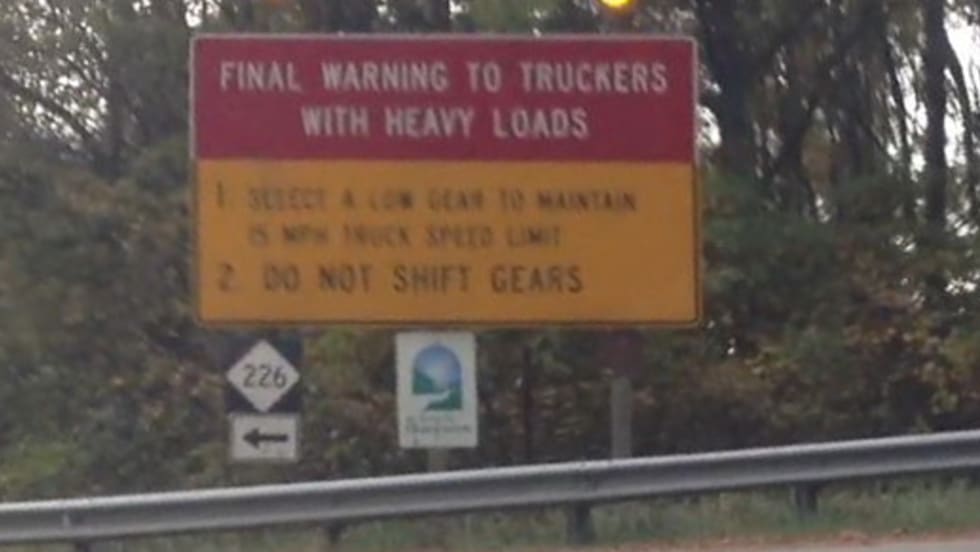 FINAL WARNING TO TRUCKERS
WITH HEAVY LOADS
1. SELECT A LOW GEAR TO MAINTAIN
15 MPH TRUCK SPEED LIMIT
2. DO NOT SHIFT GEARS
226